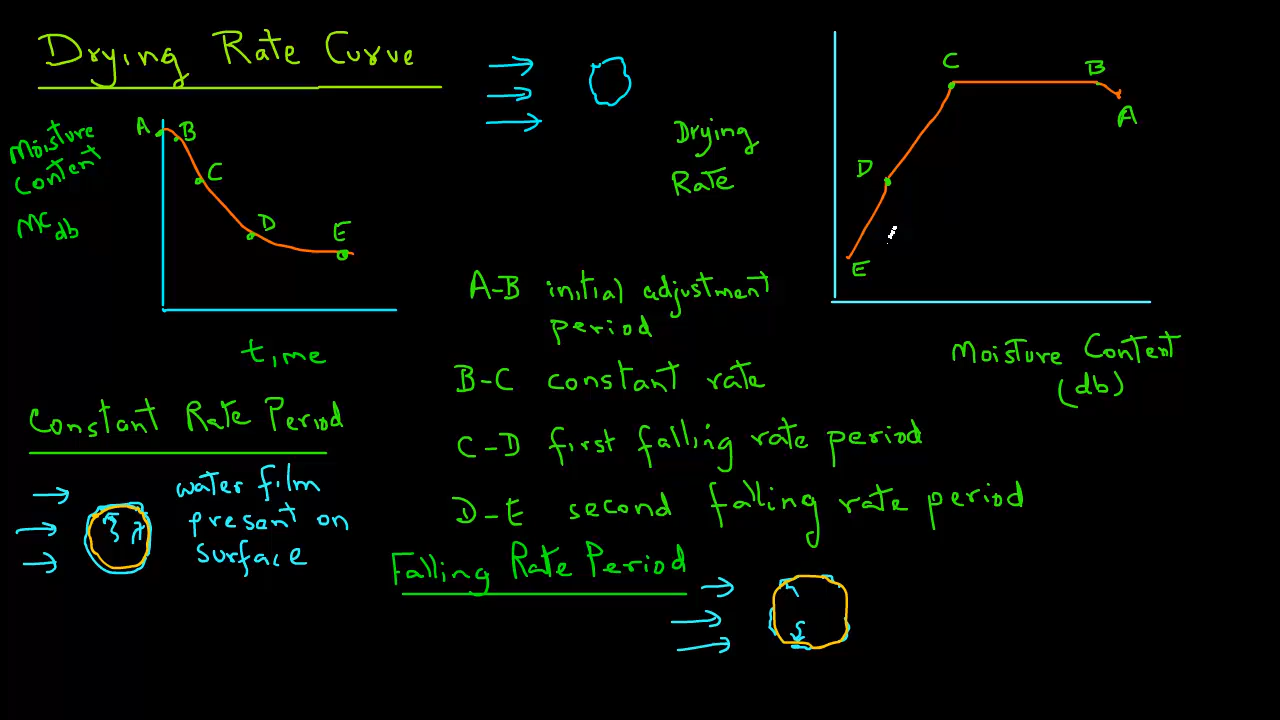 Drying Rate Curve
Moisture
Content
MC db
A
B
C
D
E
time
Drying
Rate
C
B
A
D
E
Moisture Content
(db)
A-B initial adjustment
period
B-C constant rate
C-D first falling rate period
D-E second falling rate period
Constant Rate Period
water film
present on
surface
Falling Rate Period